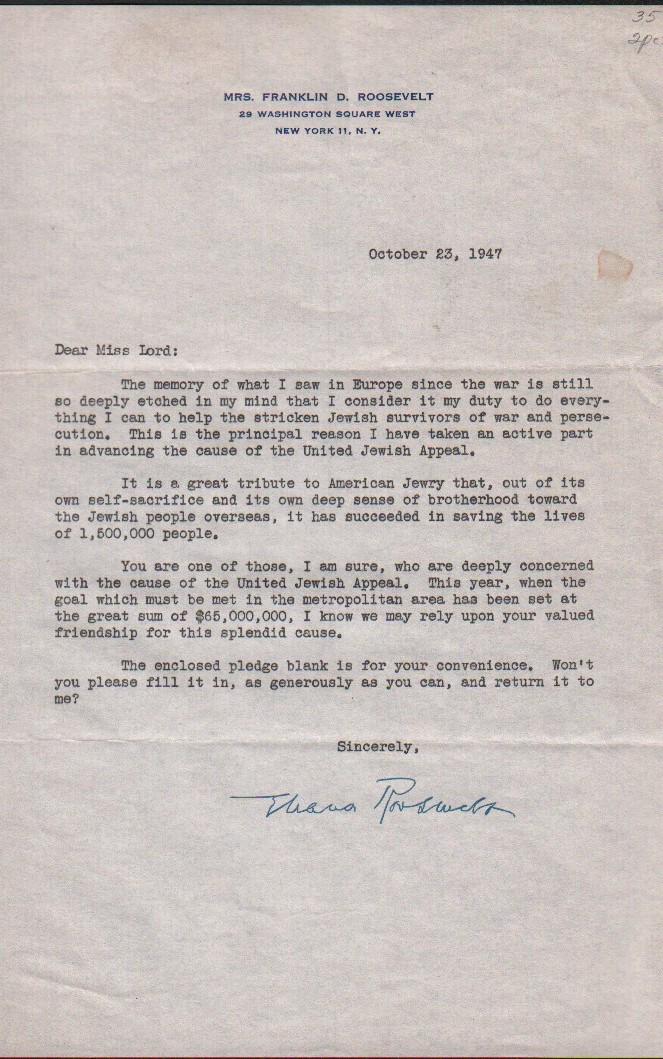 35
MRS. FRANKLIN D. ROOSEVELT
29 WASHINGTON SQUARE WEST
NEW YORK 11, N. Y.
October 23, 1947
Dear Miss Lord:
The memory of what I saw in Europe since the war is still
so deeply etched in my mind that I consider it my duty to do every-
thing I can to help the stricken Jewish survivors of war and perse-
cution. This is the principal reason I have taken an active part
in advancing the cause of the United Jewish Appeal.
It is a great tribute to American Jewry that, out of its
own self-sacrifice and its own deep sense of brotherhood toward
the Jewish people overseas, it has succeeded in saving the lives
of 1,500,000 people.
You are one of those, I am sure, who are deeply concerned
with the cause of the United Jewish Appeal. This year, when the
goal which must be met in the metropolitan area has been set at
the great sum of $65,000,000, I know we may rely upon your valued
friendship for this splendid cause.
The enclosed pledge blank is for your convenience. Won't
you please fill it in, as generously as you can, and return it to
me?
Sincerely,
Eleanor Roosevelt